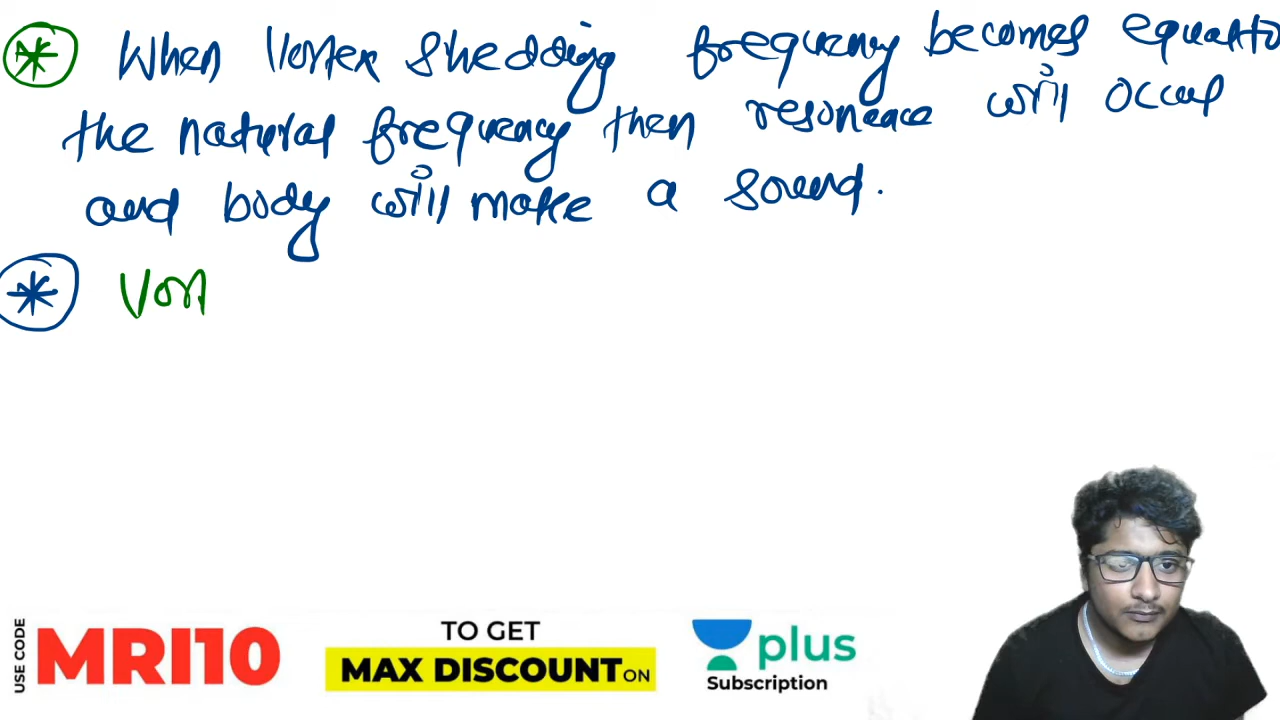 When Vortex shedding frequency becomes equal to
the natural frequency then resonance will occur
and body will make a sound.
Vort
USE CODE
MRI10
TO GET
MAX DISCOUNT ON
plus
Subscription